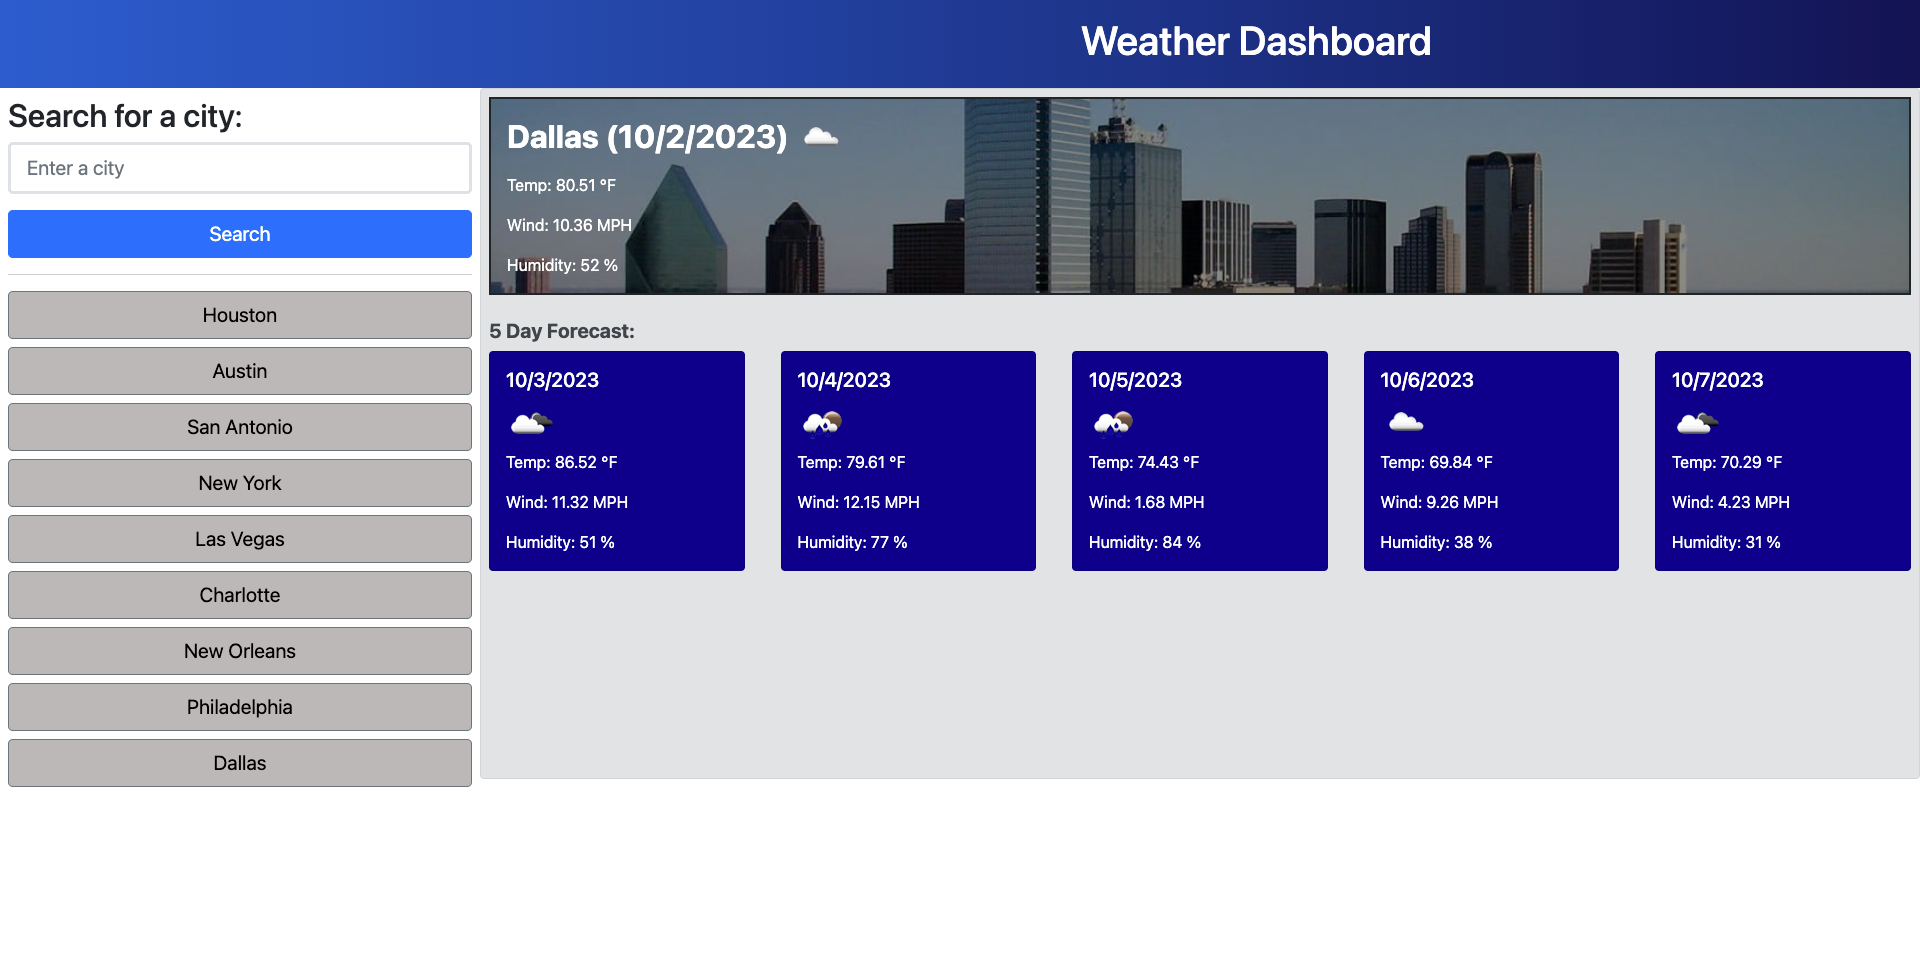 Weather Dashboard
Search for a city:
Enter a city
Search
Houston
Austin
San Antonio
New York
Las Vegas
Charlotte
New Orleans
Philadelphia
Dallas
Dallas (10/2/2023)
Temp: 80.51 °F
Wind: 10.36 MPH
Humidity: 52 %
5 Day Forecast:
10/3/2023
Temp: 86.52 °F
Wind: 11.32 MPH
Humidity: 51 %
10/4/2023
Temp: 79.61 °F
Wind: 12.15 MPH
Humidity: 77 %
10/5/2023
Temp: 74.43 °F
Wind: 1.68 MPH
Humidity: 84 %
10/6/2023
Temp: 69.84 °F
Wind: 9.26 MPH
Humidity: 38 %
10/7/2023
Temp: 70.29 °F
Wind: 4.23 MPH
Humidity: 31 %